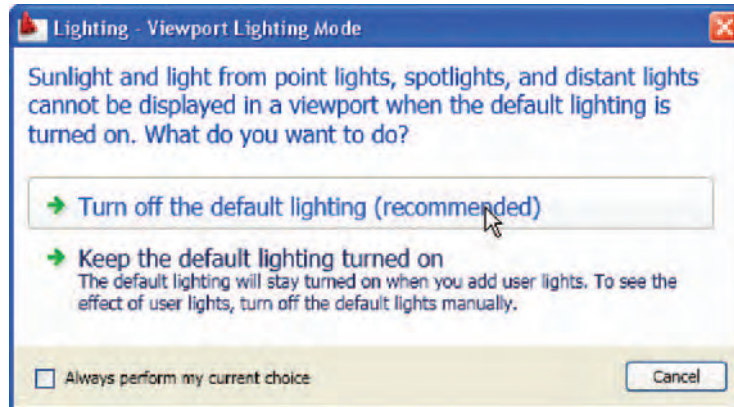 Lighting - Viewport Lighting Mode
Sunlight and light from point lights, spotlights, and distant lights
cannot be displayed in a viewport when the default lighting is
turned on. What do you want to do?
Turn off the default lighting (recommended)
Keep the default lighting turned on
The default lighting will stay turned on when you add user lights. To see the
effect of user lights, turn off the default lights manually.
Always perform my current choice
Cancel